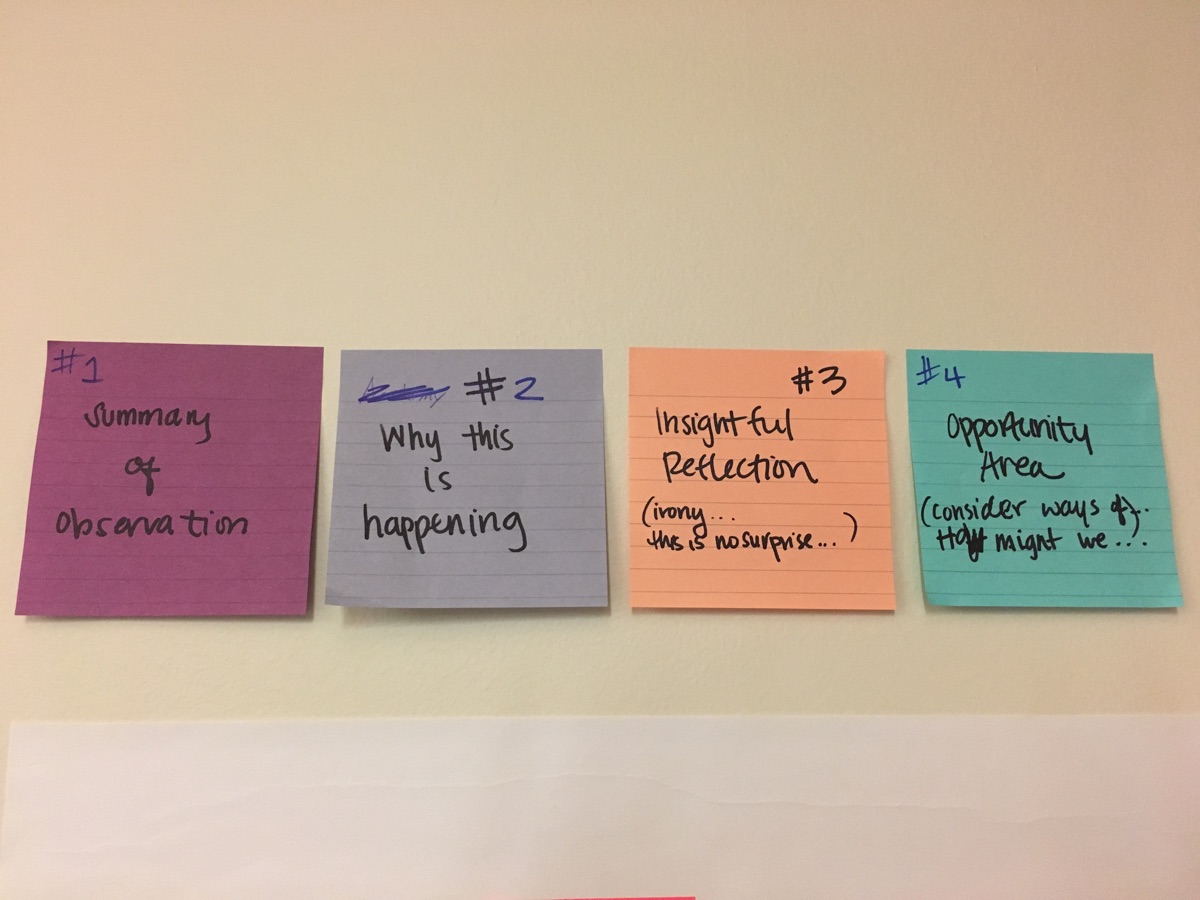 #1
Summary
of
Observation
#2
Why this
is
happening
#3
Insightful
Reflection
(irony...
this is no surprise...)
#4
Opportunity
Area
(consider ways of)..
How might we...